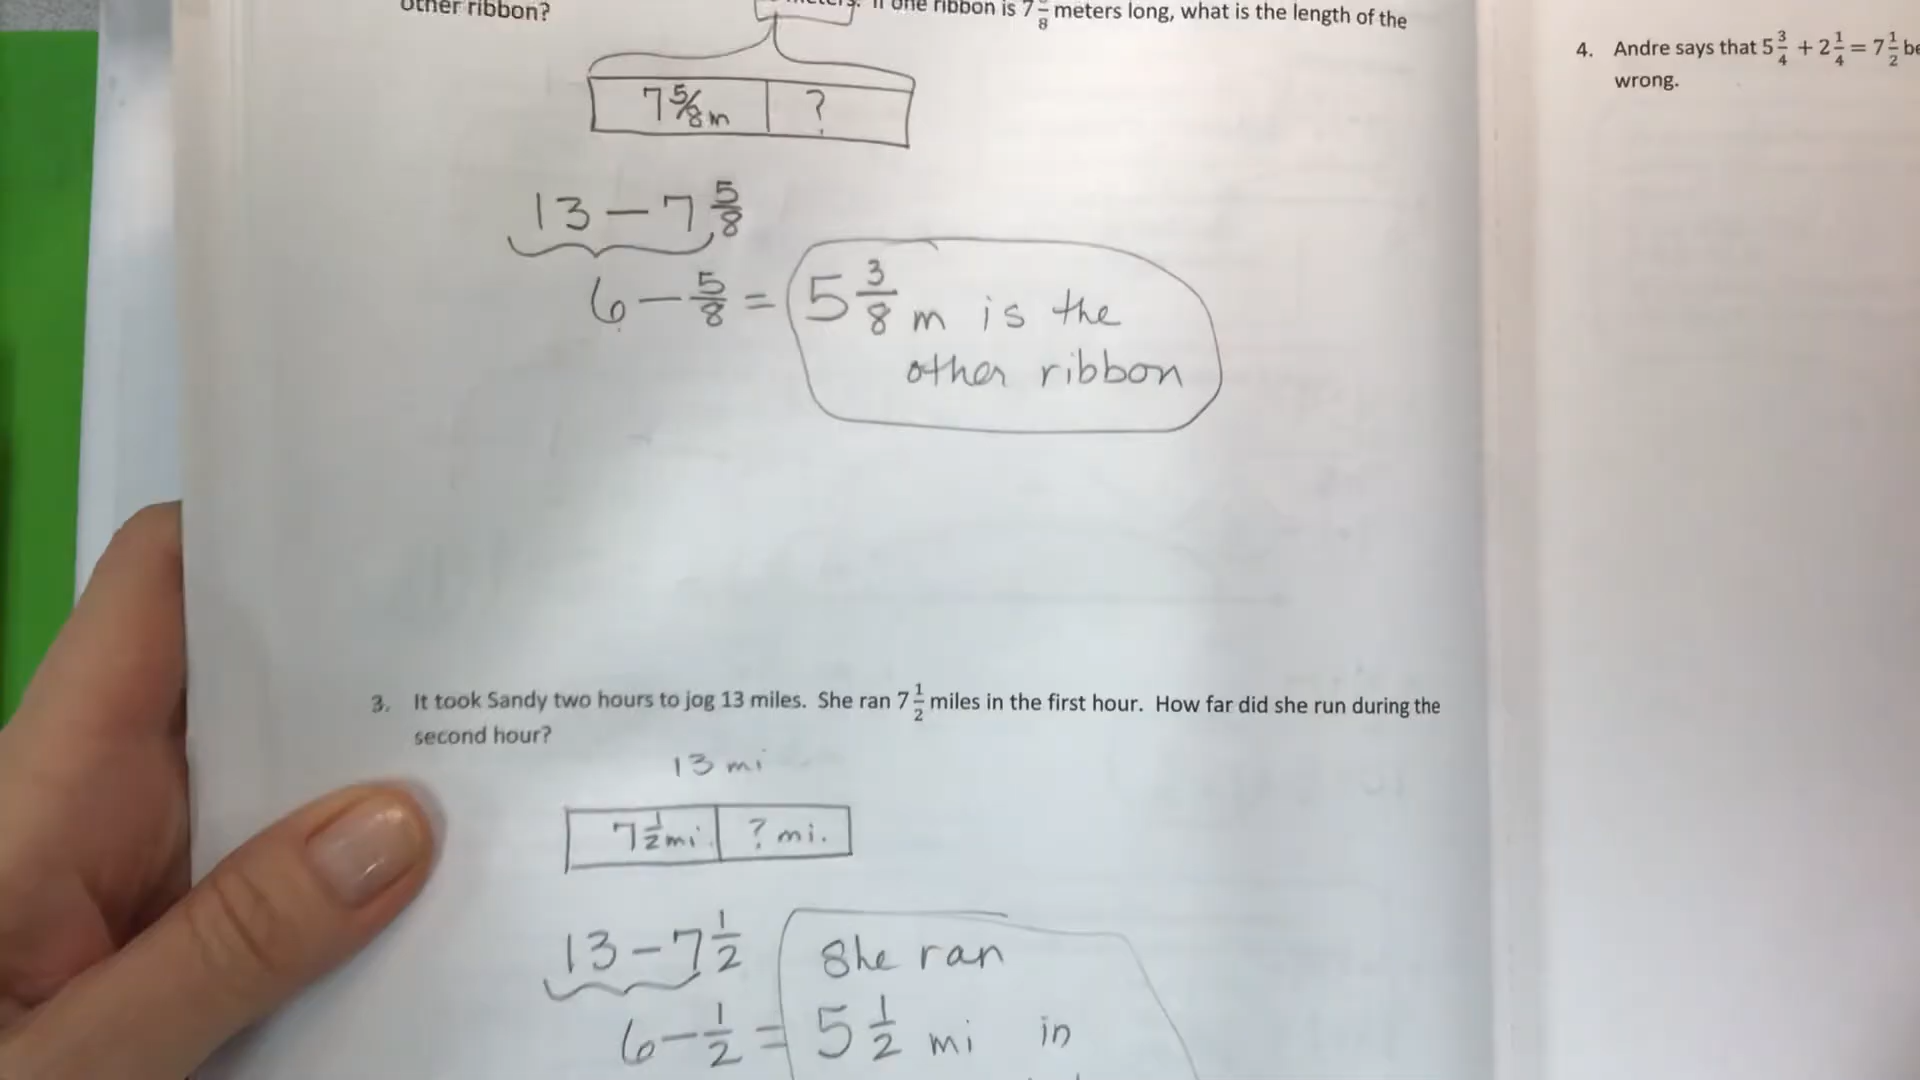 other ribbon?
If one ribbon is 7 5/8 meters long, what is the length of the
7 5/8 m ?
13 − 7 5/8
6 − 5/8 = 5 3/8 m is the
other ribbon
3. It took Sandy two hours to jog 13 miles. She ran 7 1/2 miles in the first hour. How far did she run during the
second hour?
13 mi
7 1/2 mi. ? mi.
13 − 7 1/2 She ran
6 − 1/2 = 5 1/2 mi in
4. Andre says that 5 3/4 + 2 1/4 = 7 1/2
wrong.